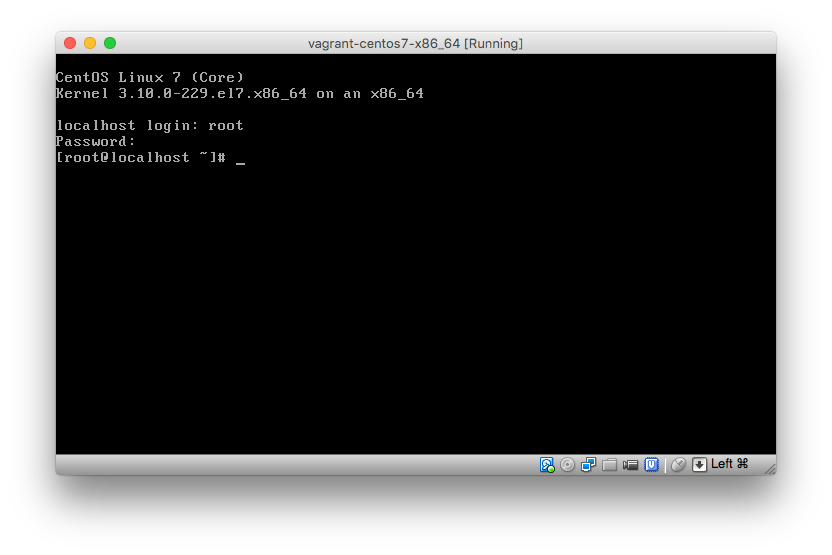 vagrant-centos7-x86_64 [Running]
CentOS Linux 7 (Core)
Kernel 3.10.0-229.el7.x86_64 on an x86_64
localhost login: root
Password:
[root@localhost ~]# _
Left ⌘